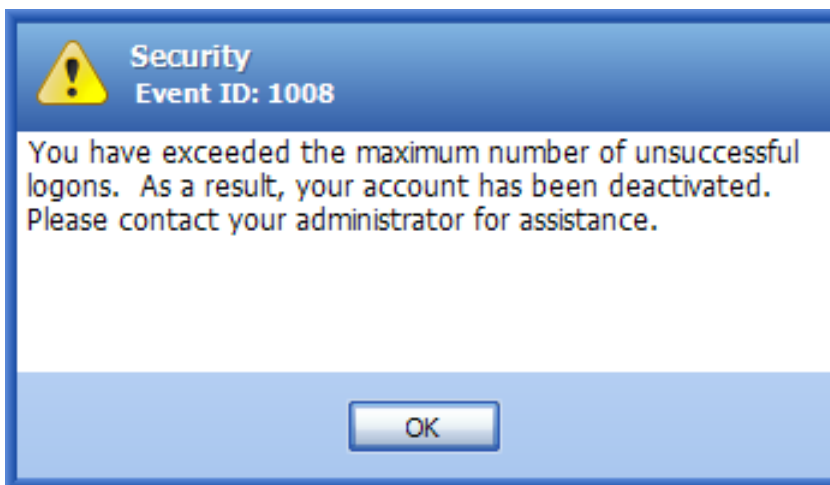 Security
Event ID: 1008
You have exceeded the maximum number of unsuccessful
logons.  As a result, your account has been deactivated.
Please contact your administrator for assistance.
OK